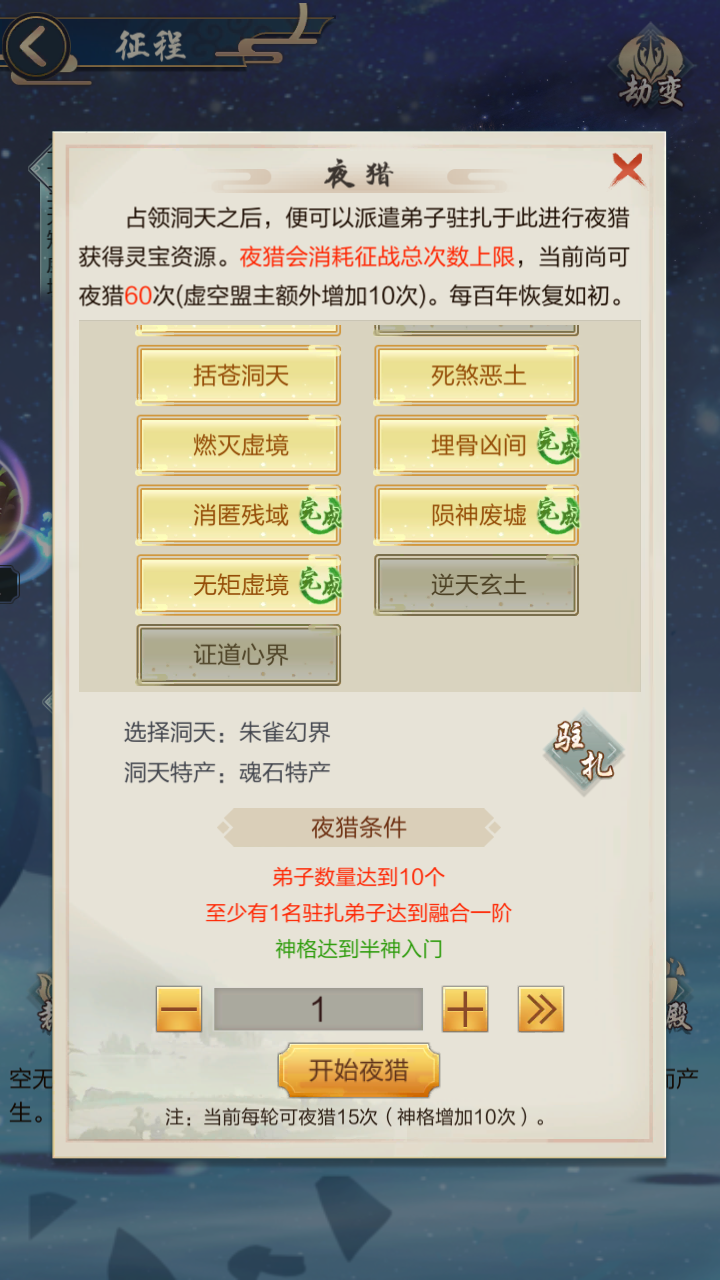 征程
劫变
夜猎
占领洞天之后，便可以派遣弟子驻扎于此进行夜猎
获得灵宝资源。夜猎会消耗征战总次数上限，当前尚可
夜猎60次(虚空盟主额外增加10次)。每百年恢复如初。
括苍洞天
死煞恶土
燃灭虚境
埋骨凶间 完成
消匿残域 完成
陨神废墟 完成
无矩虚境 完成
逆天玄土
证道心界
选择洞天：朱雀幻界
洞天特产：魂石特产
驻扎
夜猎条件
弟子数量达到10个
至少有1名驻扎弟子达到融合一阶
神格达到半神入门
殿
1
开始夜猎
空无
而产
生。
注：当前每轮可夜猎15次（神格增加10次）。